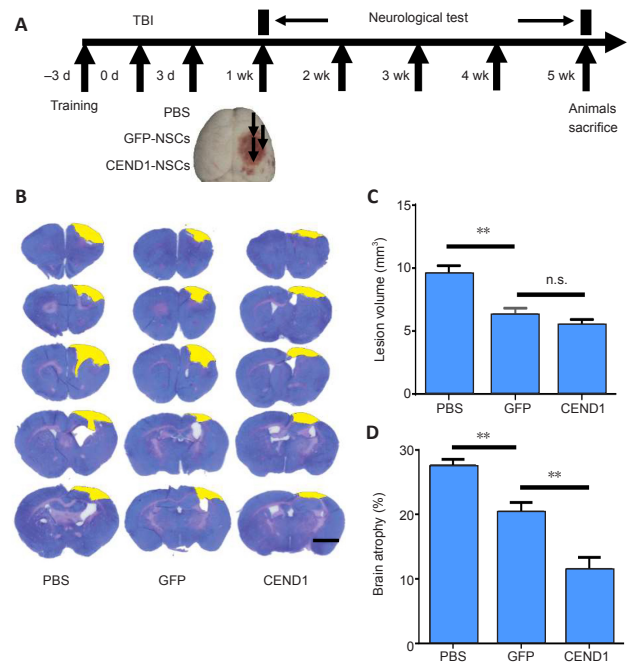 A
TBI
Neurological test
–3 d 0 d 3 d 1 wk 2 wk 3 wk 4 wk 5 wk
Training
Animals
sacrifice
PBS
GFP-NSCs
CEND1-NSCs
B
PBS GFP CEND1
C
Lesion volume (mm³)
15
10
5
0
**
n.s.
PBS GFP CEND1
D
Brain atrophy (%)
30
20
10
0
**
**
PBS GFP CEND1